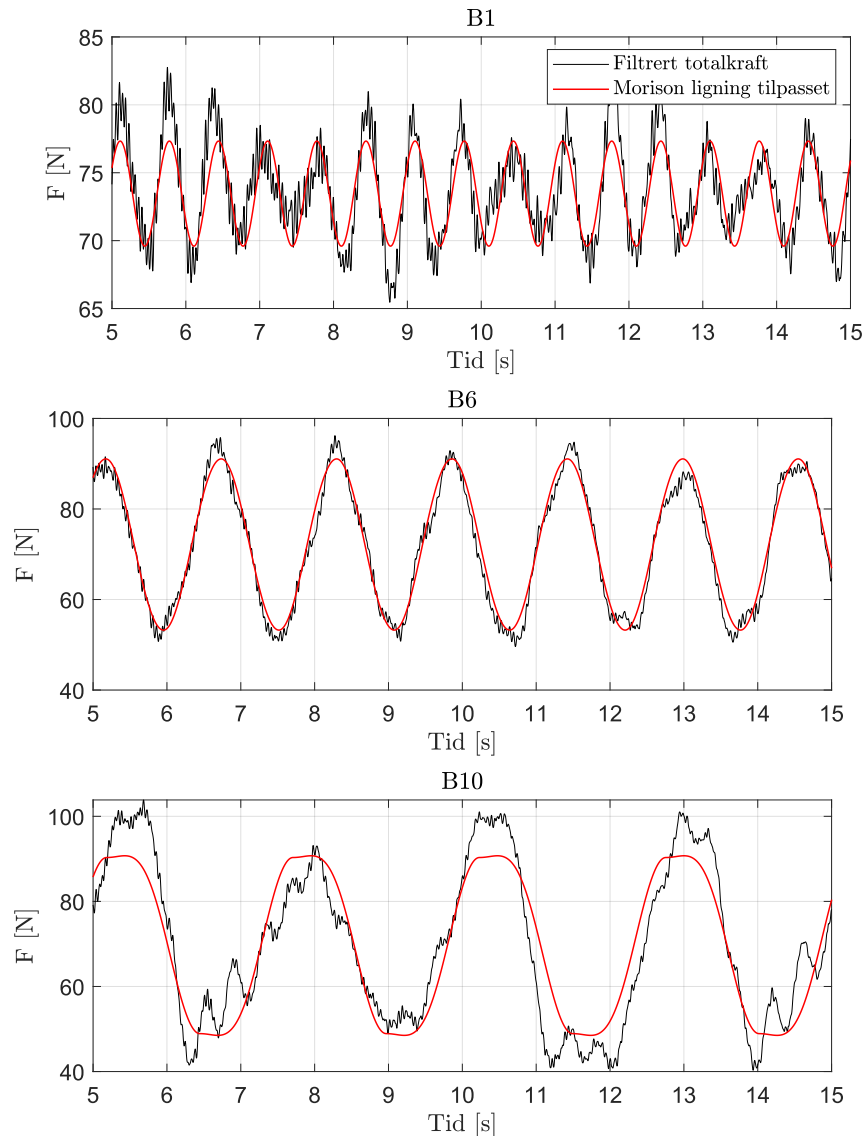 B1
F [N]
85
80
75
70
65
Filtrert totalkraft
Morison ligning tilpasset
5 6 7 8 9 10 11 12 13 14 15
Tid [s]
B6
F [N]
100
80
60
40
5 6 7 8 9 10 11 12 13 14 15
Tid [s]
B10
F [N]
100
80
60
40
5 6 7 8 9 10 11 12 13 14 15
Tid [s]